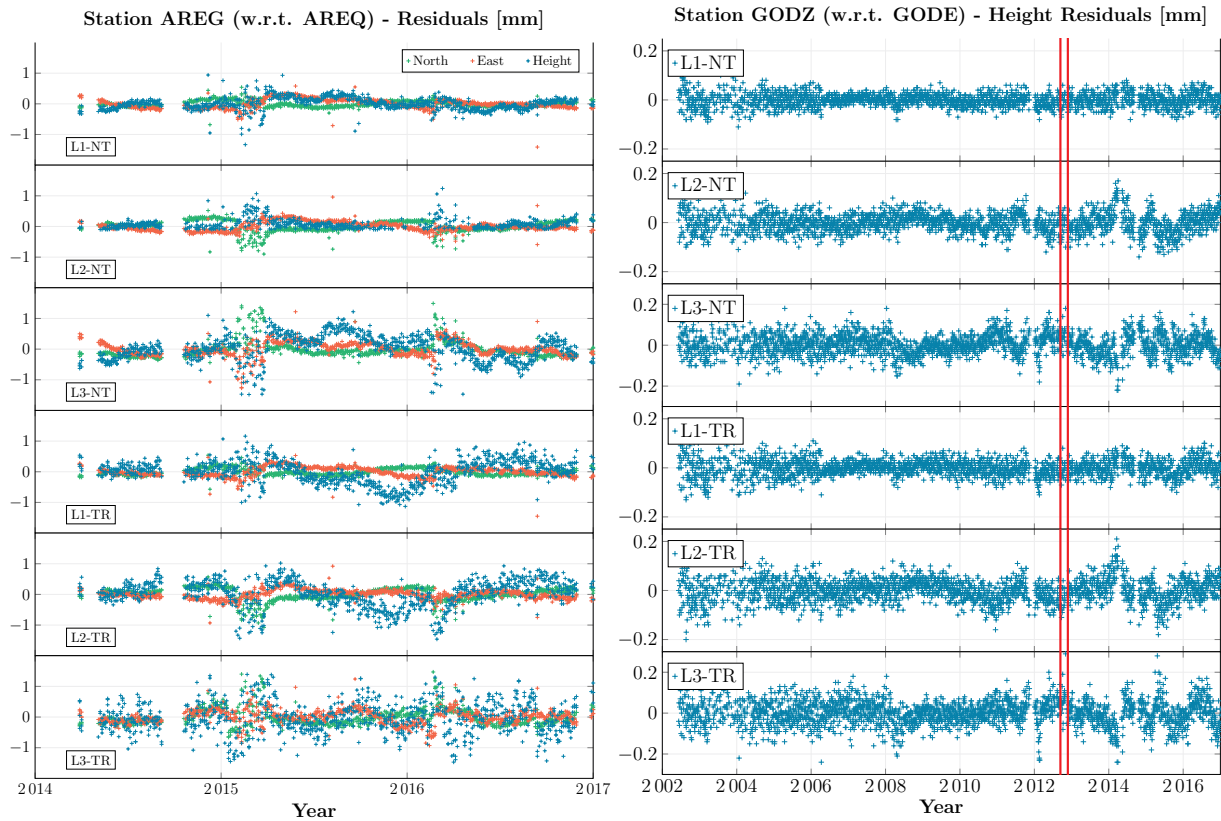 Station AREG (w.r.t. AREQ) - Residuals [mm]
North East Height
1
0
−1
L1-NT
1
0
−1
L2-NT
1
0
−1
L3-NT
1
0
−1
L1-TR
1
0
−1
L2-TR
1
0
−1
L3-TR
2014 2015 2016 2017
Year
Station GODZ (w.r.t. GODE) - Height Residuals [mm]
0.2
0
−0.2
L1-NT
0.2
0
−0.2
L2-NT
0.2
0
−0.2
L3-NT
0.2
0
−0.2
L1-TR
0.2
0
−0.2
L2-TR
0.2
0
−0.2
L3-TR
2002 2004 2006 2008 2010 2012 2014 2016
Year